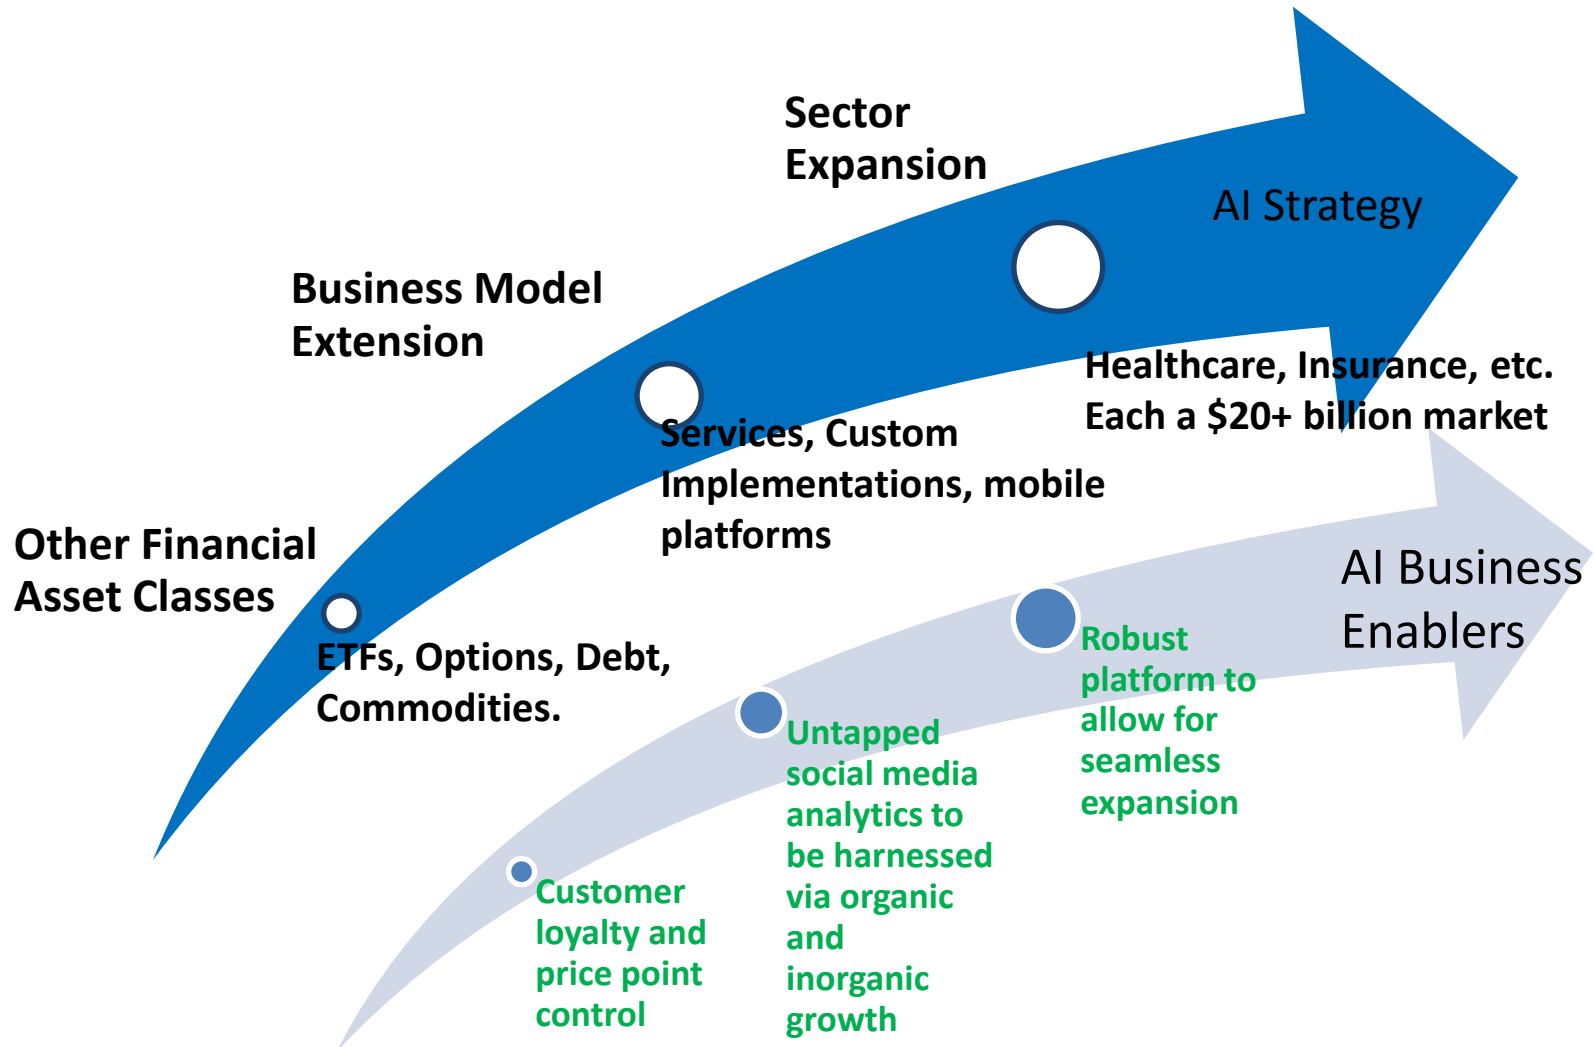 Sector
Expansion
AI Strategy
Business Model
Extension
Healthcare, Insurance, etc.
Each a $20+ billion market
Services, Custom
Implementations, mobile
platforms
Other Financial
Asset Classes
ETFs, Options, Debt,
Commodities.
AI Business
Enablers
Robust
platform to
allow for
seamless
expansion
Untapped
social media
analytics to
be harnessed
via organic
and
inorganic
growth
Customer
loyalty and
price point
control